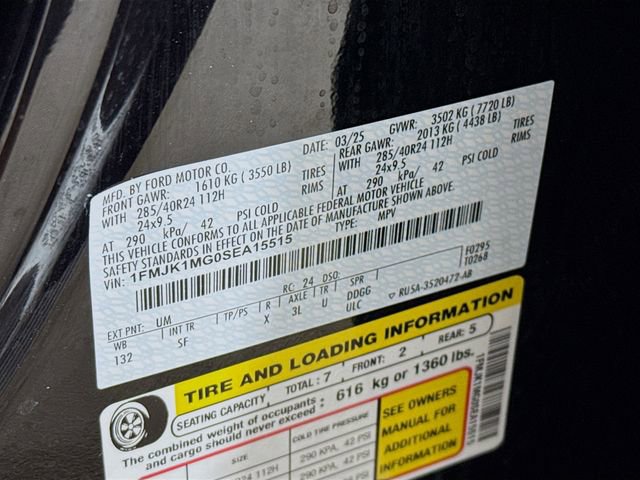 MFD. BY FORD MOTOR CO.
DATE: 03/25
GVWR: 3502 KG ( 7720 LB)
FRONT GAWR: 1610 KG ( 3550 LB)
REAR GAWR: 2013 KG ( 4438 LB)
WITH 285/40R24 112H TIRES
WITH 285/40R24 112H TIRES
24x9.5 RIMS
24x9.5 RIMS
AT 290 kPa/ 42 PSI COLD
AT 290 kPa/ 42 PSI COLD
THIS VEHICLE CONFORMS TO ALL APPLICABLE FEDERAL MOTOR VEHICLE
SAFETY STANDARDS IN EFFECT ON THE DATE OF MANUFACTURE SHOWN ABOVE.
VIN: 1FMJK1MG0SEA15515
TYPE: MPV
F0295
T0268
EXT PNT: UM RC: 24 DSO:
WB INT TR TP/PS R AXLE TR SPR
132 SF X 3L U DDGG
ULC
RU5A-3520472-AB
TIRE AND LOADING INFORMATION
SEATING CAPACITY, TOTAL: 7 FRONT: 2 REAR: 5
The combined weight of occupants
and cargo should never exceed : 616 kg or 1360 lbs.
SIZE
COLD TIRE PRESSURE
112H
290 KPA, 42 PSI
290 KPA, 42 PSI
SEE OWNERS
MANUAL FOR
ADDITIONAL
INFORMATION
1FMJK1MG0SEA15515